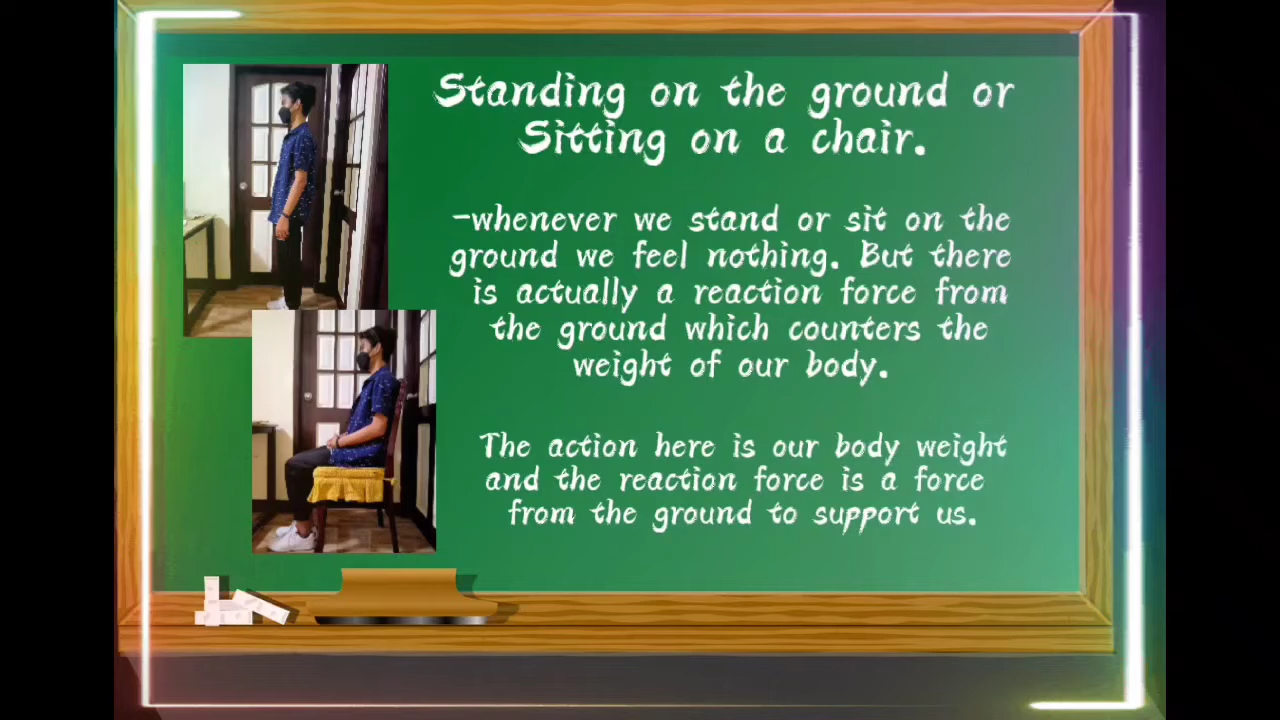 Standing on the ground or
Sitting on a chair.
-whenever we stand or sit on the
ground we feel nothing. But there
is actually a reaction force from
the ground which counters the
weight of our body.
The action here is our body weight
and the reaction force is a force
from the ground to support us.